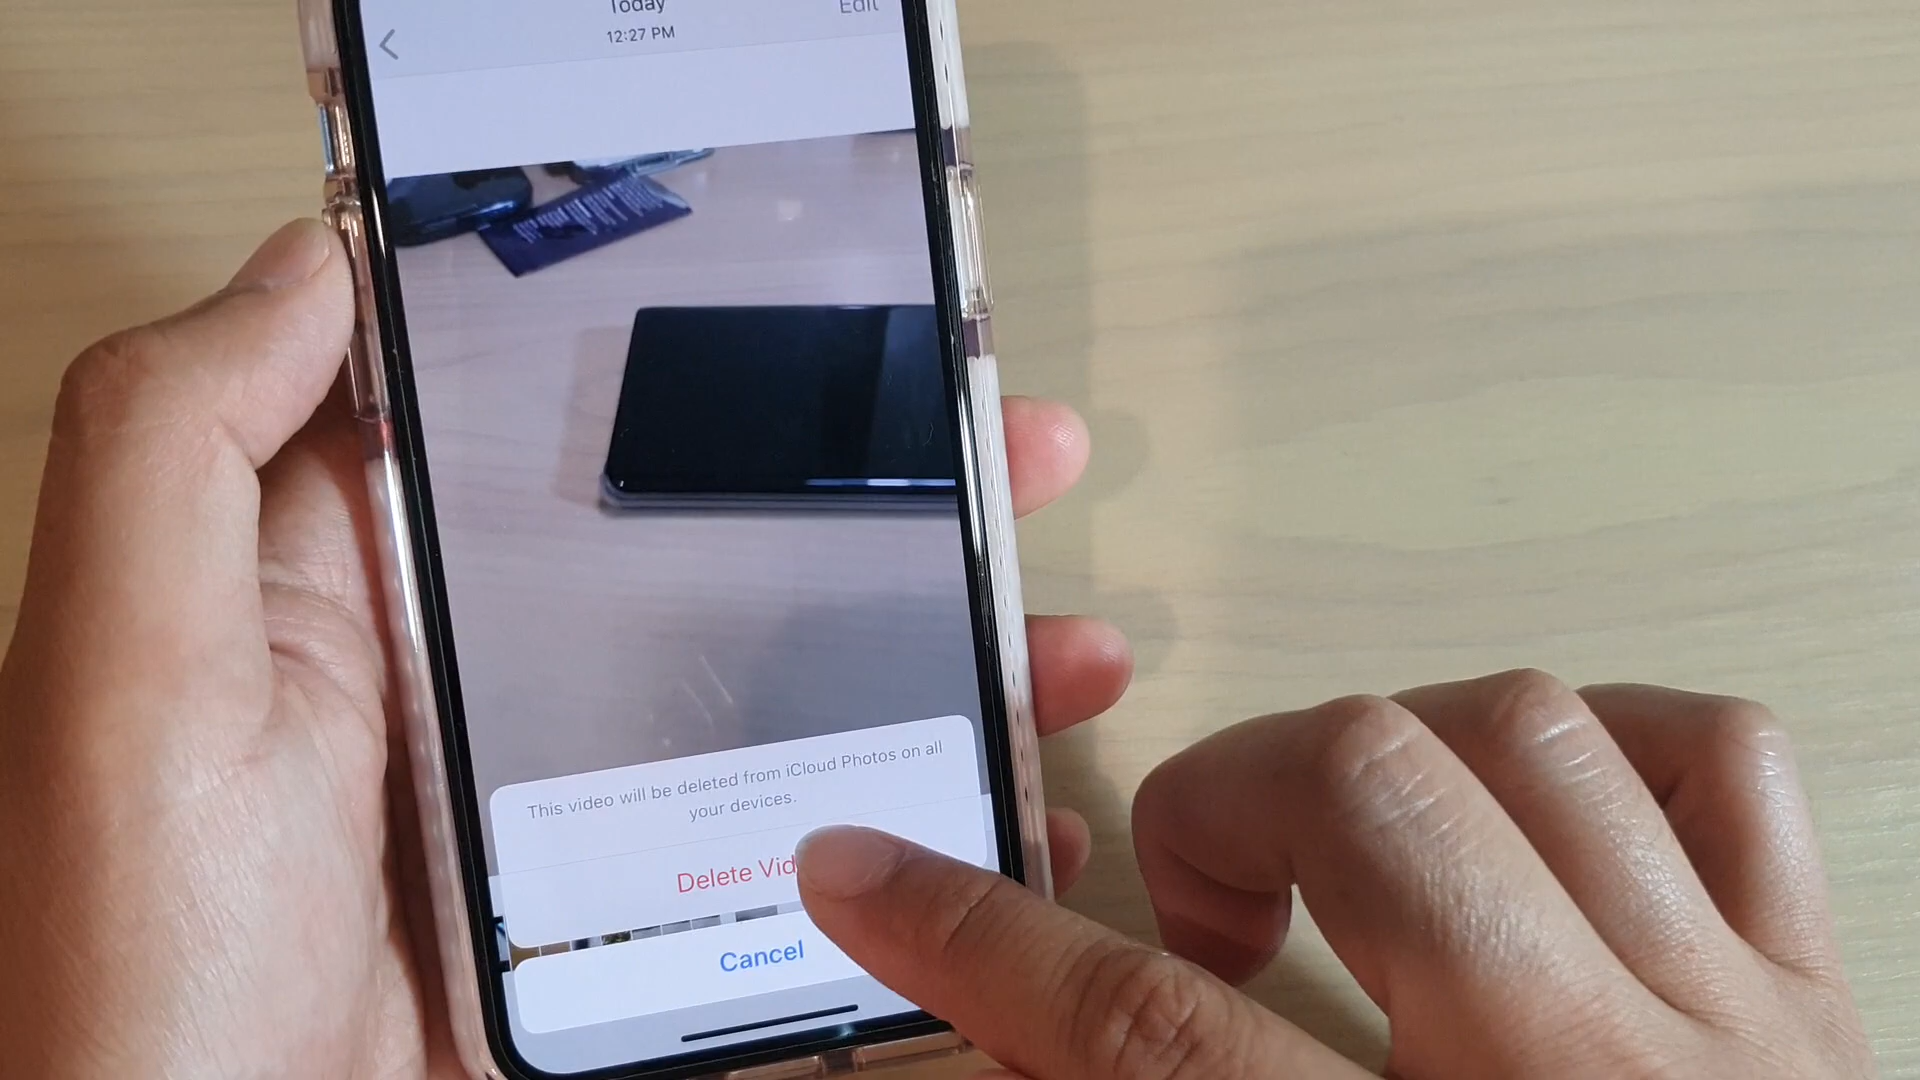 Today
Edit
12:27 PM
This video will be deleted from iCloud Photos on all
your devices.
Delete Vid
Cancel